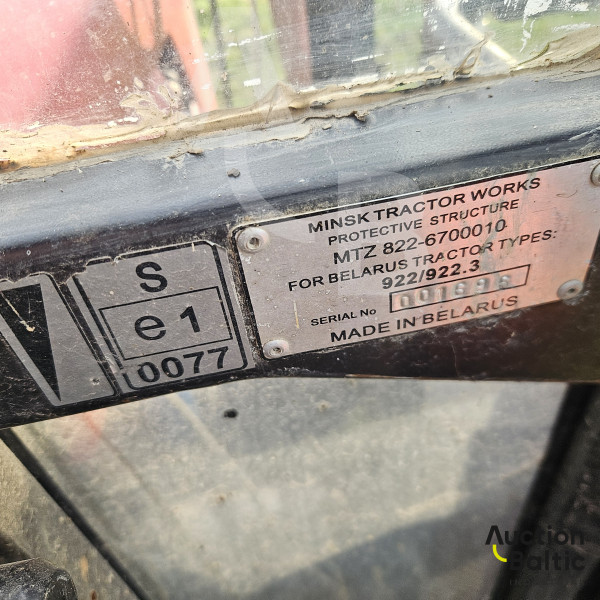 MINSK TRACTOR WORKS
PROTECTIVE STRUCTURE
MTZ 822-6700010
FOR BELARUS TRACTOR TYPES:
922/922.3
SERIAL No
MADE IN BELARUS
S
e1
0077
Auction
Baltic